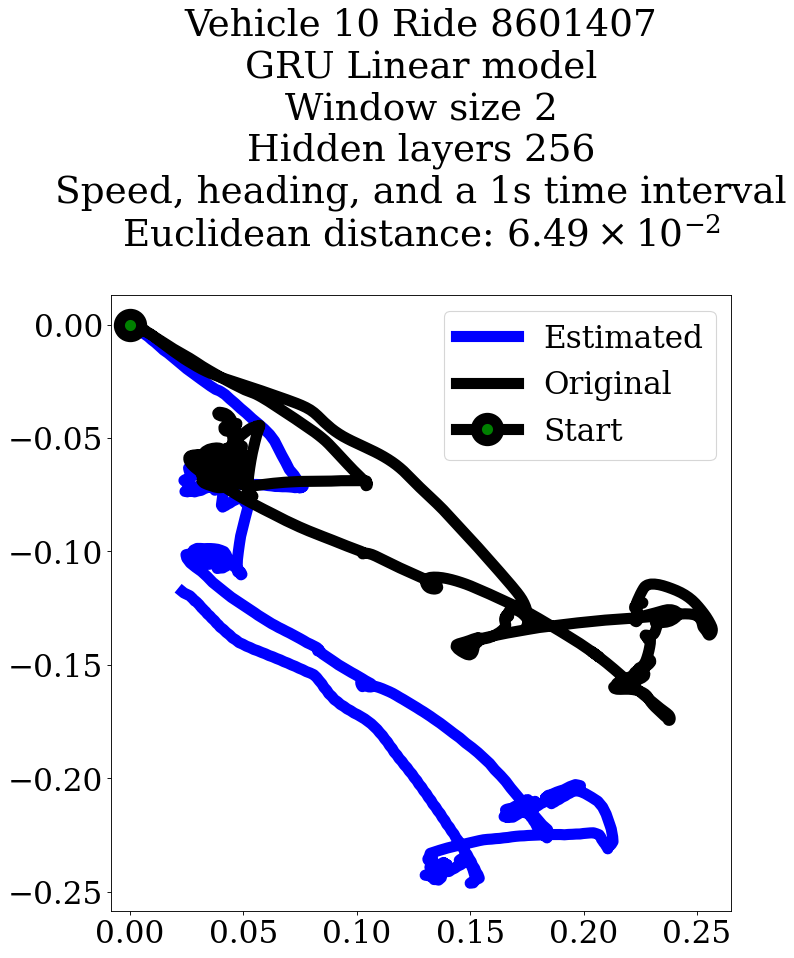 Vehicle 10 Ride 8601407
GRU Linear model
Window size 2
Hidden layers 256
Speed, heading, and a 1s time interval
Euclidean distance: 6.49 × 10⁻²
Estimated
Original
Start
0.00
−0.05
−0.10
−0.15
−0.20
−0.25
0.00 0.05 0.10 0.15 0.20 0.25